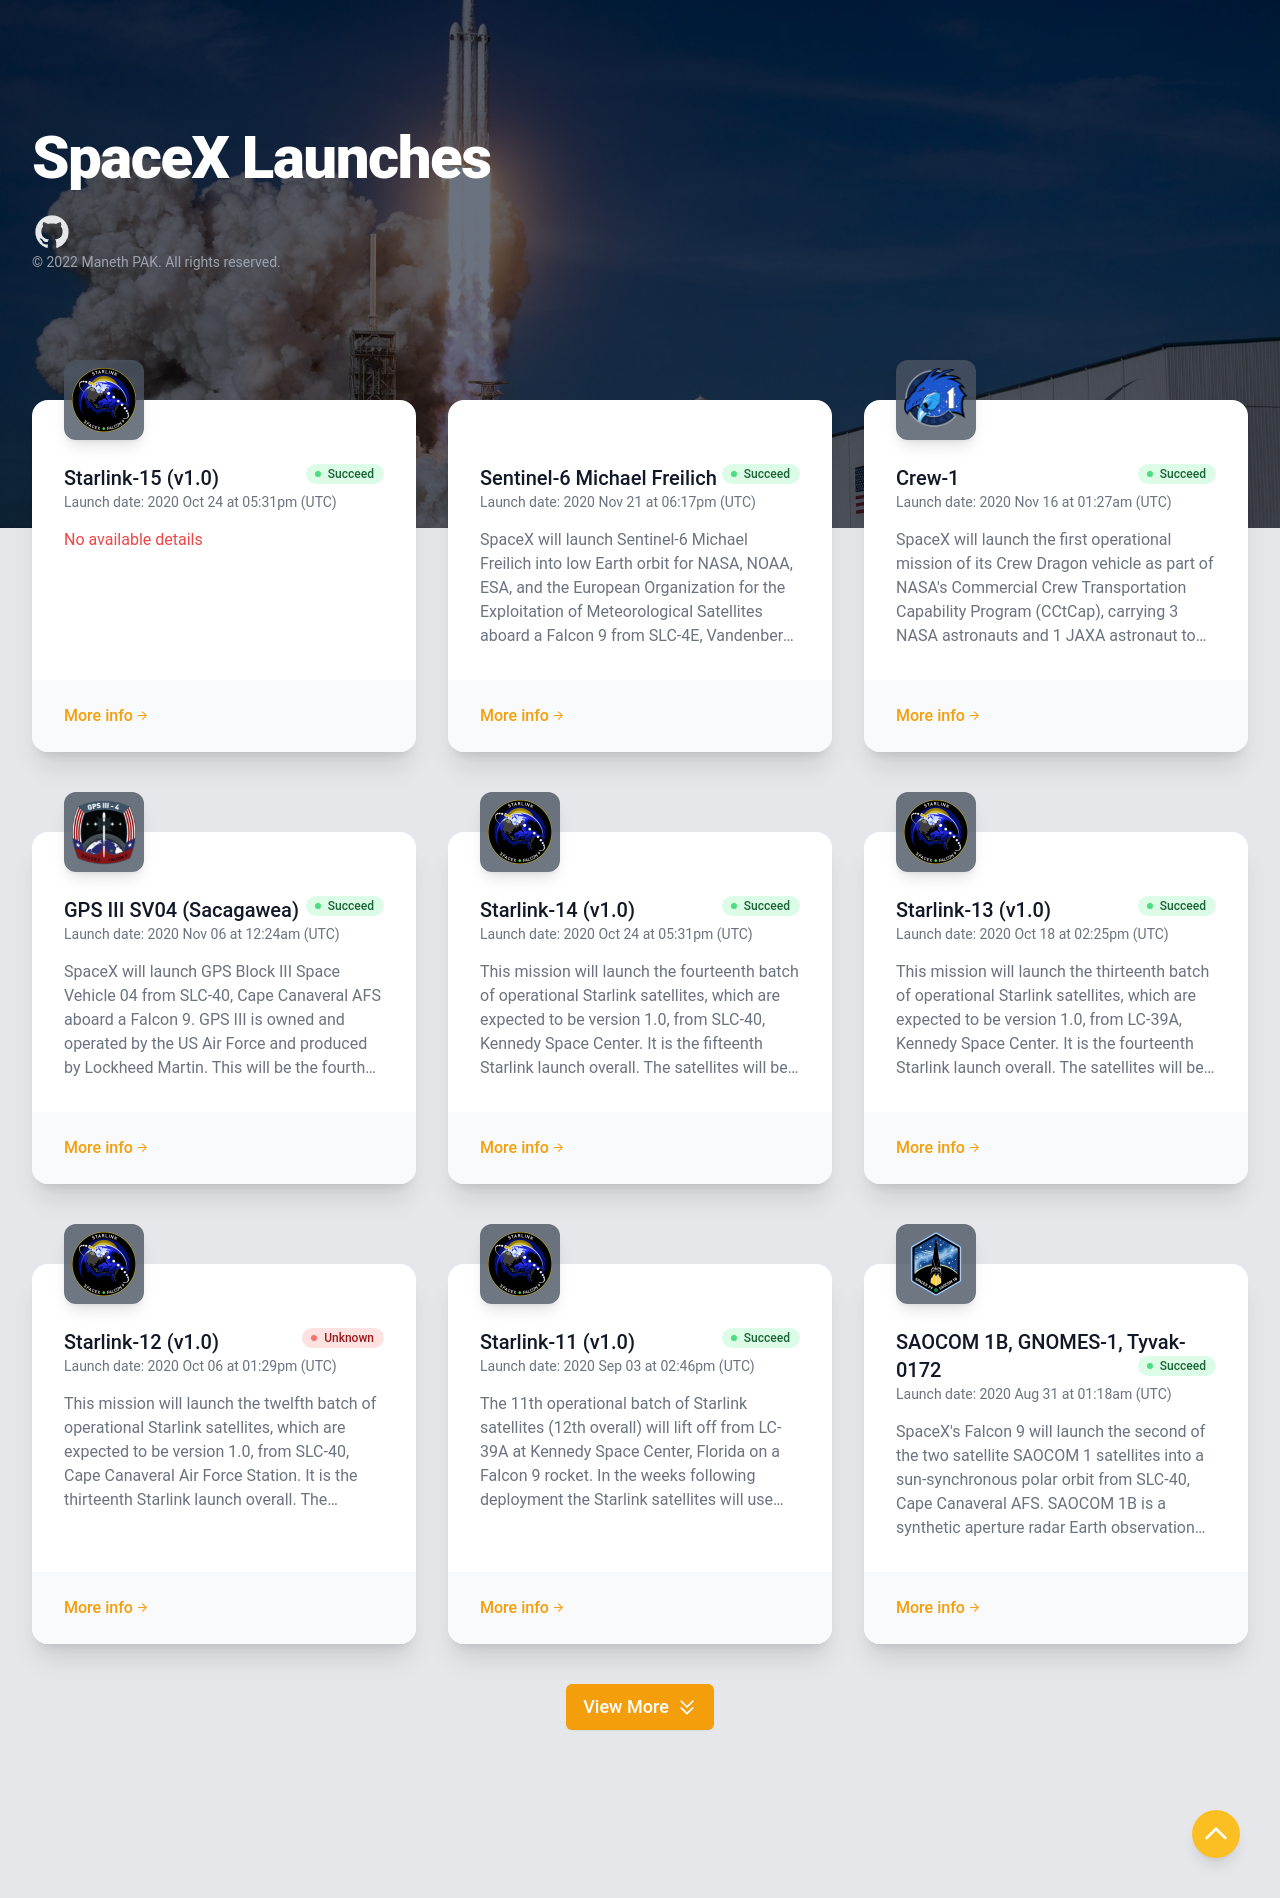 SpaceX Launches
© 2022 Maneth PAK. All rights reserved.
Starlink-15 (v1.0)
Succeed
Launch date: 2020 Oct 24 at 05:31pm (UTC)
No available details
More info
Sentinel-6 Michael Freilich
Succeed
Launch date: 2020 Nov 21 at 06:17pm (UTC)
SpaceX will launch Sentinel-6 Michael
Freilich into low Earth orbit for NASA, NOAA,
ESA, and the European Organization for the
Exploitation of Meteorological Satellites
aboard a Falcon 9 from SLC-4E, Vandenber…
More info
1
Crew-1
Succeed
Launch date: 2020 Nov 16 at 01:27am (UTC)
SpaceX will launch the first operational
mission of its Crew Dragon vehicle as part of
NASA's Commercial Crew Transportation
Capability Program (CCtCap), carrying 3
NASA astronauts and 1 JAXA astronaut to…
More info
GPS III - 4
GPS III SV04 (Sacagawea)
Succeed
Launch date: 2020 Nov 06 at 12:24am (UTC)
SpaceX will launch GPS Block III Space
Vehicle 04 from SLC-40, Cape Canaveral AFS
aboard a Falcon 9. GPS III is owned and
operated by the US Air Force and produced
by Lockheed Martin. This will be the fourth…
More info
STARLINK
SPACEX FALCON 9
Starlink-14 (v1.0)
Succeed
Launch date: 2020 Oct 24 at 05:31pm (UTC)
This mission will launch the fourteenth batch
of operational Starlink satellites, which are
expected to be version 1.0, from SLC-40,
Kennedy Space Center. It is the fifteenth
Starlink launch overall. The satellites will be…
More info
STARLINK
SPACEX FALCON 9
Starlink-13 (v1.0)
Succeed
Launch date: 2020 Oct 18 at 02:25pm (UTC)
This mission will launch the thirteenth batch
of operational Starlink satellites, which are
expected to be version 1.0, from LC-39A,
Kennedy Space Center. It is the fourteenth
Starlink launch overall. The satellites will be…
More info
STARLINK
SPACEX FALCON 9
Starlink-12 (v1.0)
Unknown
Launch date: 2020 Oct 06 at 01:29pm (UTC)
This mission will launch the twelfth batch of
operational Starlink satellites, which are
expected to be version 1.0, from SLC-40,
Cape Canaveral Air Force Station. It is the
thirteenth Starlink launch overall. The…
More info
STARLINK
SPACEX FALCON 9
Starlink-11 (v1.0)
Succeed
Launch date: 2020 Sep 03 at 02:46pm (UTC)
The 11th operational batch of Starlink
satellites (12th overall) will lift off from LC-
39A at Kennedy Space Center, Florida on a
Falcon 9 rocket. In the weeks following
deployment the Starlink satellites will use…
More info
SAOCOM 1B, GNOMES-1, Tyvak-
0172
Succeed
Launch date: 2020 Aug 31 at 01:18am (UTC)
SpaceX's Falcon 9 will launch the second of
the two satellite SAOCOM 1 satellites into a
sun-synchronous polar orbit from SLC-40,
Cape Canaveral AFS. SAOCOM 1B is a
synthetic aperture radar Earth observation…
More info
View More